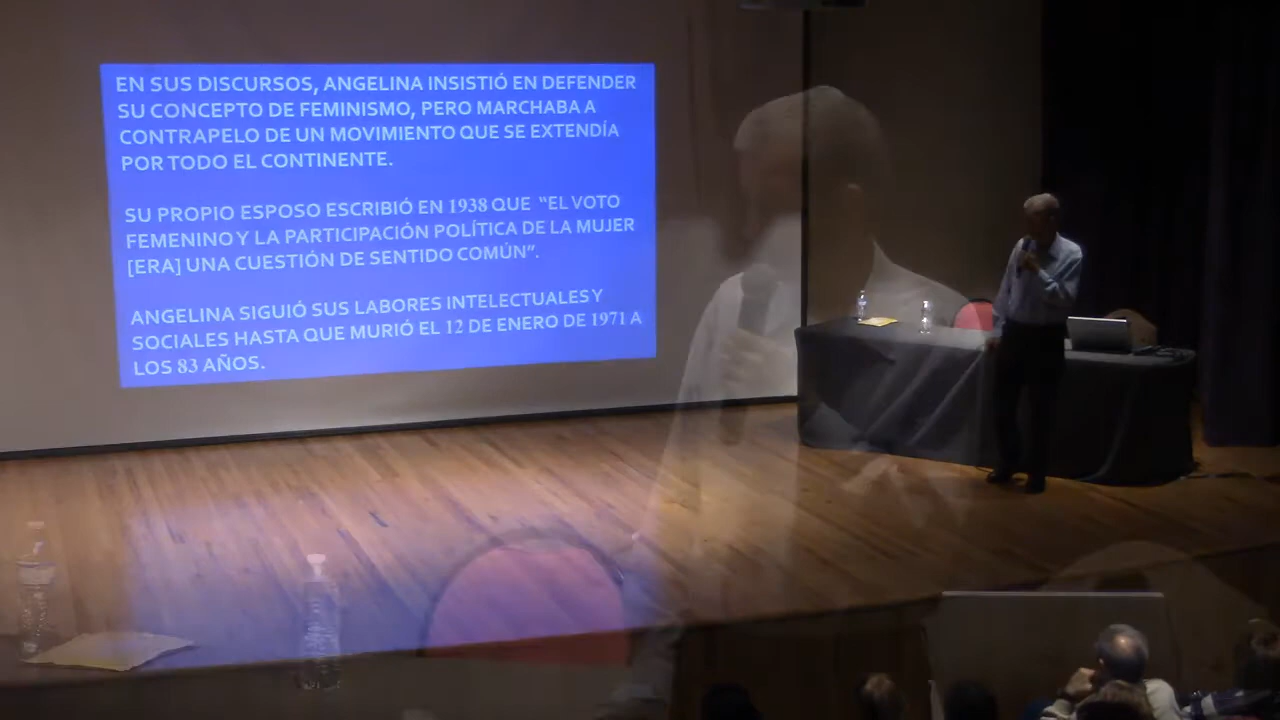 EN SUS DISCURSOS, ANGELINA INSISTIÓ EN DEFENDER
SU CONCEPTO DE FEMINISMO, PERO MARCHABA A
CONTRAPELO DE UN MOVIMIENTO QUE SE EXTENDÍA
POR TODO EL CONTINENTE.
SU PROPIO ESPOSO ESCRIBIÓ EN 1938 QUE "EL VOTO
FEMENINO Y LA PARTICIPACIÓN POLÍTICA DE LA MUJER
[ERA] UNA CUESTIÓN DE SENTIDO COMÚN".
ANGELINA SIGUIÓ SUS LABORES INTELECTUALES Y
SOCIALES HASTA QUE MURIÓ EL 12 DE ENERO DE 1971 A
LOS 83 AÑOS.